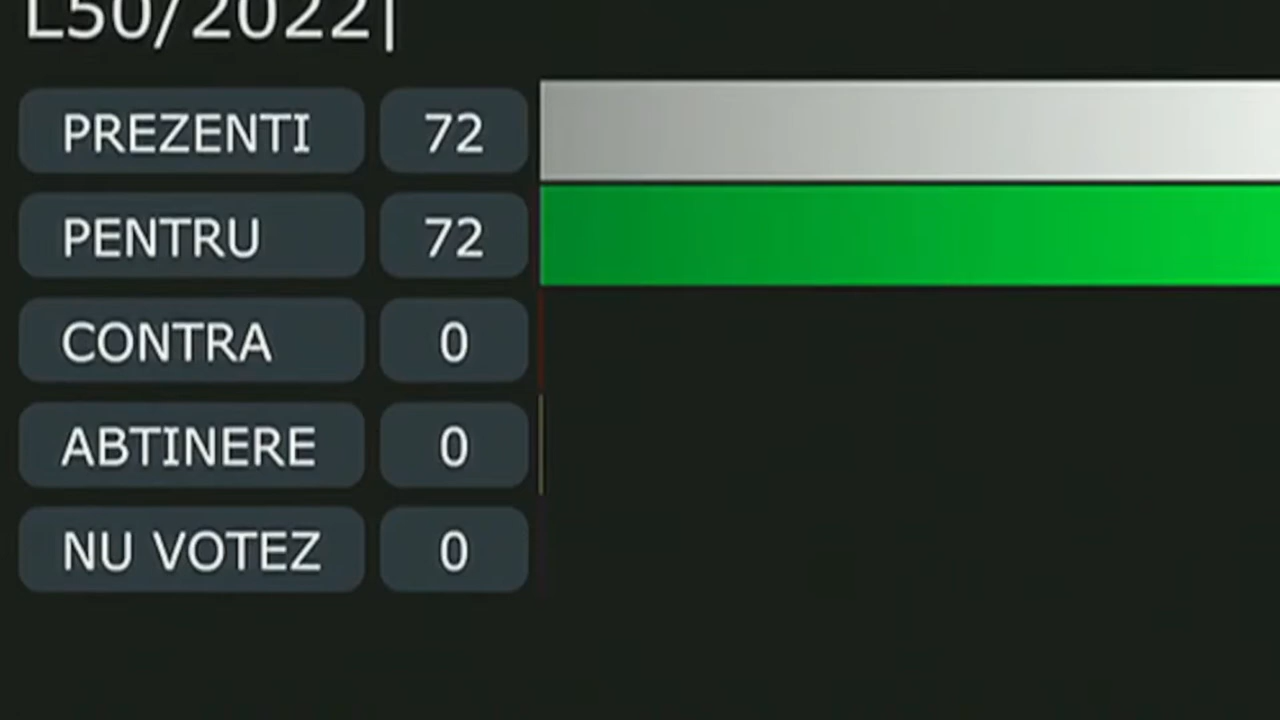 L50/2022|
PREZENTI 72
PENTRU 72
CONTRA 0
ABTINERE 0
NU VOTEZ 0